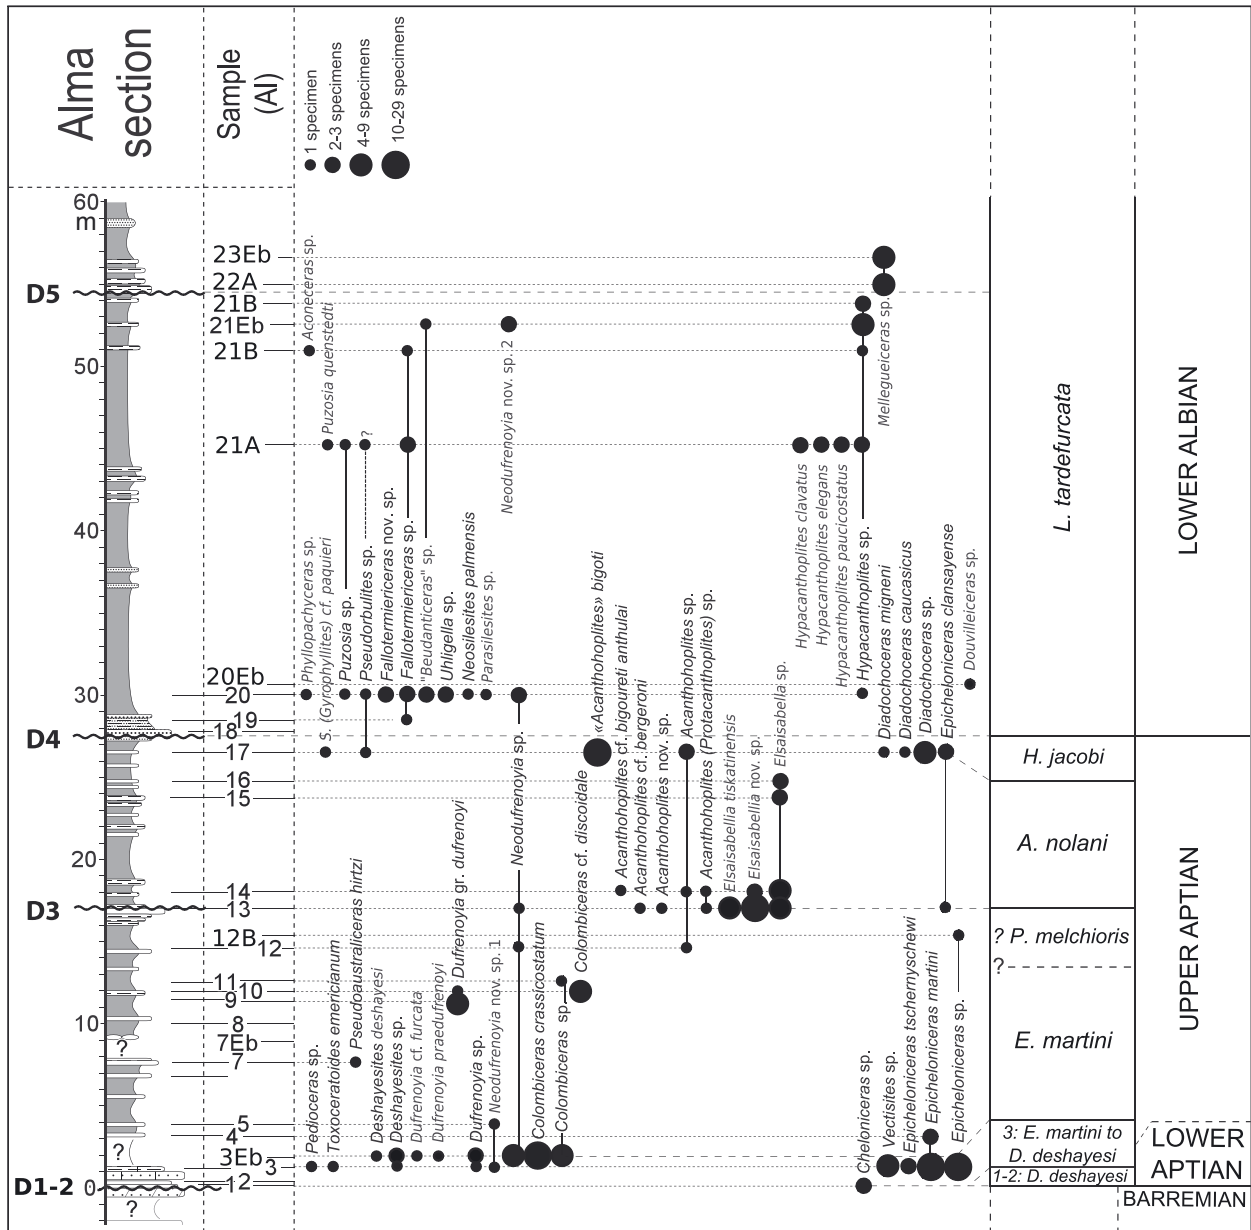 Alma
section
Sample
(Al)
1 specimen
2-3 specimens
4-9 specimens
10-29 specimens
60
m
50
40
30
20
10
0
?
?
?
D5
D4
D3
D1-2
23Eb
22A
21B
21Eb
21B
21A
20Eb
20
19
18
17
16
15
14
13
12B
12
11
10
9
8
7Eb
7
5
4
3Eb
3
12
Aconeceras sp.
Puzosia quenstedti
?
Neodufrenoyia nov. sp. 2
Mellegueiceras sp.
Hypacanthoplites clavatus
Hypacanthoplites elegans
Hypacanthoplites paucicostatus
Hypacanthoplites sp.
Phyllopachyceras sp.
S. (Gyrophyllites) cf. paquieri
Puzosia sp.
Pseudorbulites sp.
Fallotermiericeras nov. sp.
Fallotermiericeras sp.
"Beudanticeras" sp.
Uhligella sp.
Neosilesites palmensis
Parasilesites sp.
Neodufrenoyia sp.
«Acanthohoplites» bigoti
Acanthohoplites cf. bigoureti anthulai
Acanthohoplites cf. bergeroni
Acanthohoplites nov. sp.
Acanthohoplites sp.
Acanthohoplites (Protacanthoplites) sp.
Elsaisabellia tiskatinensis
Elsaisabellia nov. sp.
Elsaisabella sp.
Diadochoceras migneni
Diadochoceras caucasicus
Diadochoceras sp.
Epicheloniceras clansayense
Douvilleiceras sp.
Pedioceras sp.
Toxoceratoides emericianum
Pseudoaustraliceras hirtzi
Deshayesites deshayesi
Deshayesites sp.
Dufrenoyia cf. furcata
Dufrenoyia praedufrenoyi
Dufrenoyia gr. dufrenoyi
Dufrenoyia sp.
Neodufrenoyia nov. sp. 1
Colombiceras crassicostatum
Colombiceras sp.
Colombiceras cf. discoidale
Cheloniceras sp.
Vectisites sp.
Epicheloniceras tschernyschewi
Epicheloniceras martini
Epicheloniceras sp.
L. tardefurcata
H. jacobi
A. nolani
? P. melchioris
?
E. martini
3: E. martini to
D. deshayesi
1-2: D. deshayesi
LOWER ALBIAN
UPPER APTIAN
LOWER
APTIAN
BARREMIAN